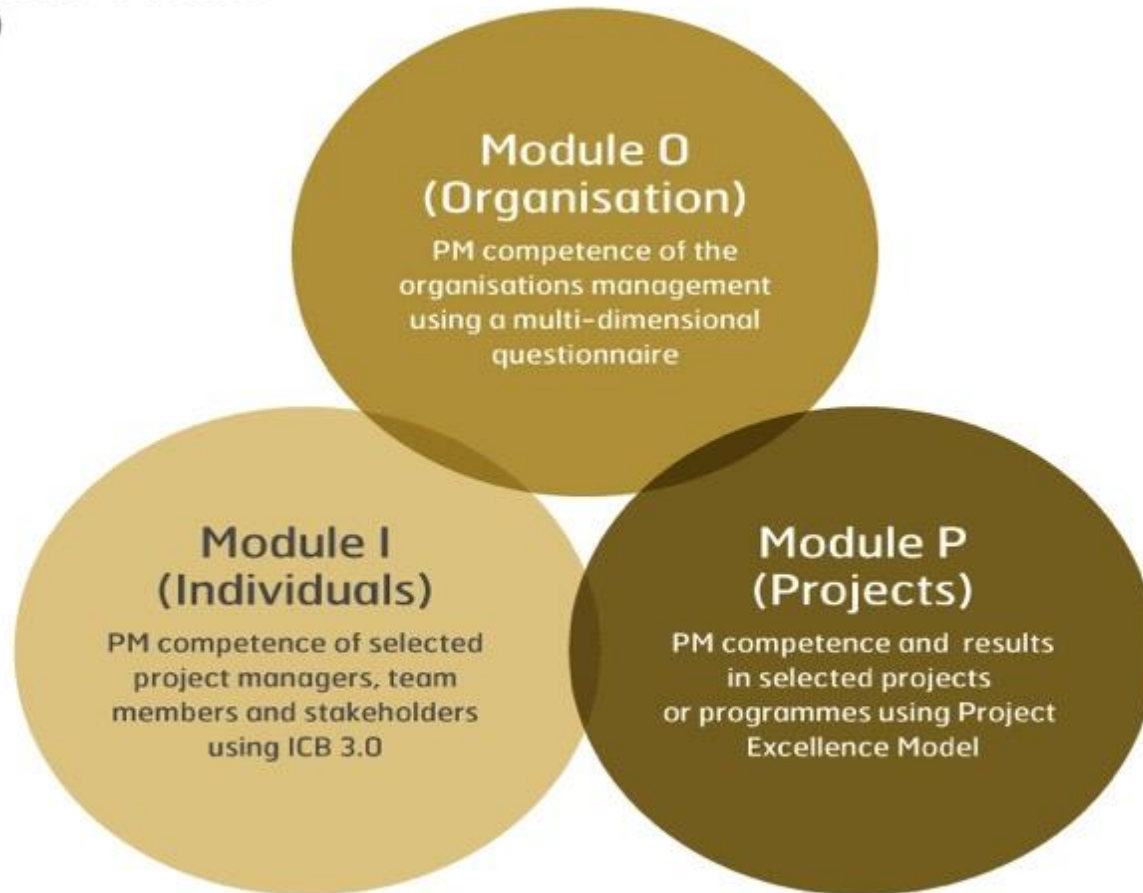 Module O
(Organisation)
PM competence of the
organisations management
using a multi-dimensional
questionnaire
Module I
(Individuals)
PM competence of selected
project managers, team
members and stakeholders
using ICB 3.0
Module P
(Projects)
PM competence and results
in selected projects
or programmes using Project
Excellence Model